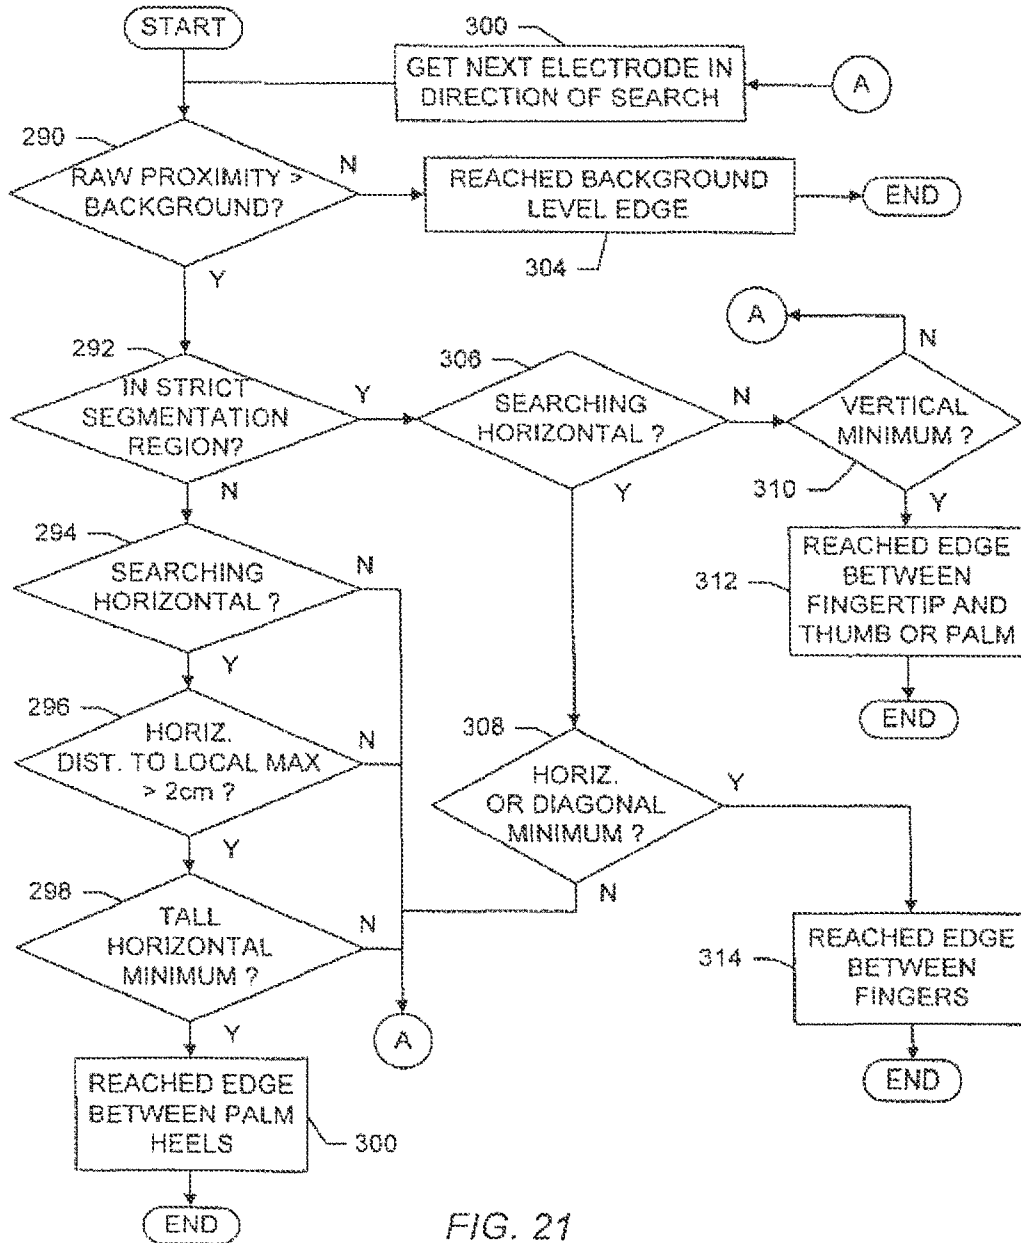 START
300
GET NEXT ELECTRODE IN
DIRECTION OF SEARCH
A
290
RAW PROXIMITY >
BACKGROUND?
N
Y
REACHED BACKGROUND
LEVEL EDGE
304
END
292
IN STRICT
SEGMENTATION
REGION?
Y
N
306
SEARCHING
HORIZONTAL ?
N
Y
A
N
VERTICAL
MINIMUM ?
310
Y
312
REACHED EDGE
BETWEEN
FINGERTIP AND
THUMB OR PALM
END
294
SEARCHING
HORIZONTAL ?
N
Y
296
HORIZ.
DIST. TO LOCAL MAX
> 2cm ?
N
Y
308
HORIZ.
OR DIAGONAL
MINIMUM ?
Y
N
298
TALL
HORIZONTAL
MINIMUM ?
N
Y
A
314
REACHED EDGE
BETWEEN
FINGERS
END
REACHED EDGE
BETWEEN PALM
HEELS
300
END
FIG. 21